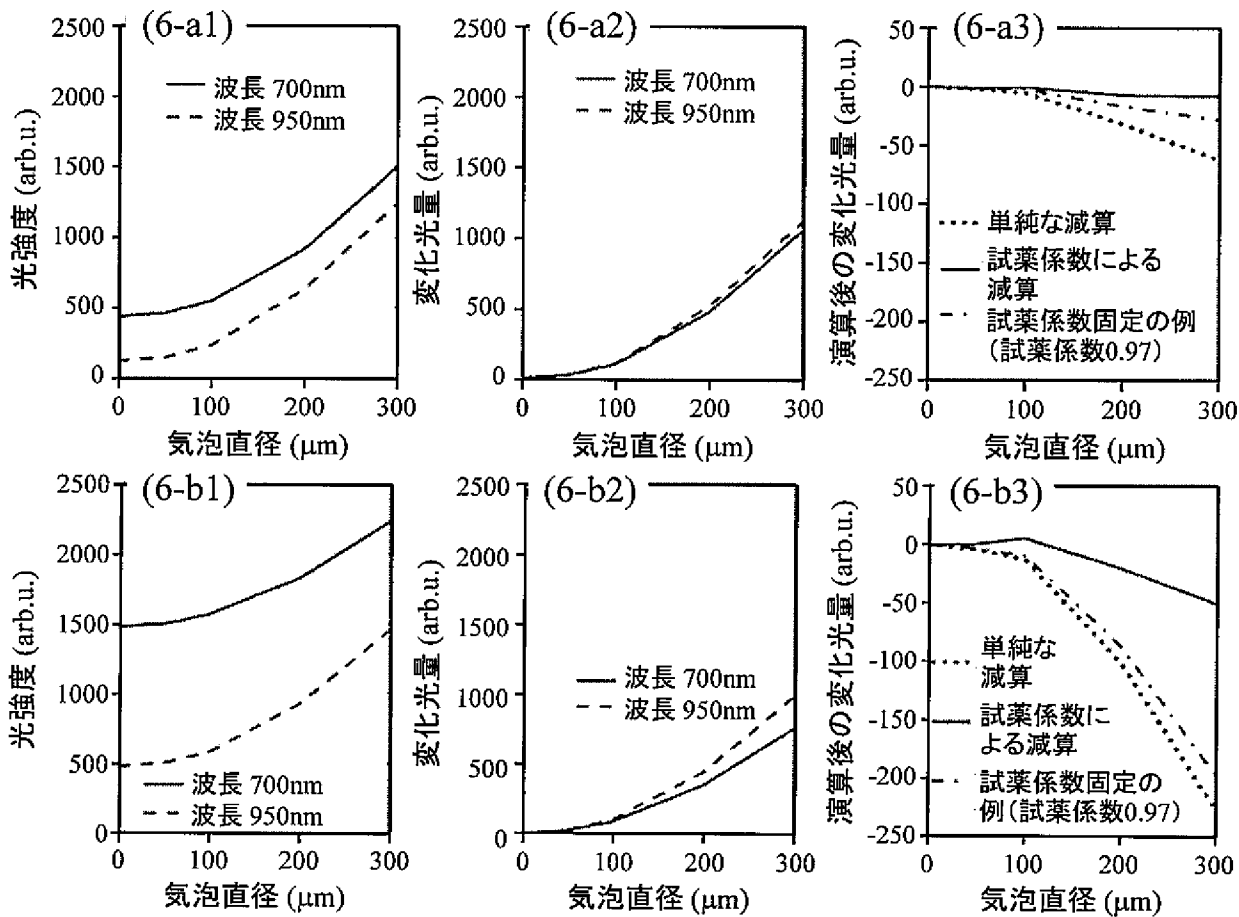 (6-a1)
光強度 (arb.u.)
2500
2000
1500
1000
500
0
波長 700nm
波長 950nm
0 100 200 300
気泡直径 (μm)
(6-a2)
変化光量 (arb.u.)
2500
2000
1500
1000
500
0
波長 700nm
波長 950nm
0 100 200 300
気泡直径 (μm)
(6-a3)
演算後の変化光量 (arb.u.)
50
0
-50
-100
-150
-200
-250
単純な減算
試薬係数による
減算
試薬係数固定の例
(試薬係数0.97)
0 100 200 300
気泡直径 (μm)
(6-b1)
光強度 (arb.u.)
2500
2000
1500
1000
500
0
波長 700nm
波長 950nm
0 100 200 300
気泡直径 (μm)
(6-b2)
変化光量 (arb.u.)
2500
2000
1500
1000
500
0
波長 700nm
波長 950nm
0 100 200 300
気泡直径 (μm)
(6-b3)
演算後の変化光量 (arb.u.)
50
0
-50
-100
-150
-200
-250
単純な
減算
試薬係数に
よる減算
試薬係数固定の
例(試薬係数0.97)
0 100 200 300
気泡直径 (μm)